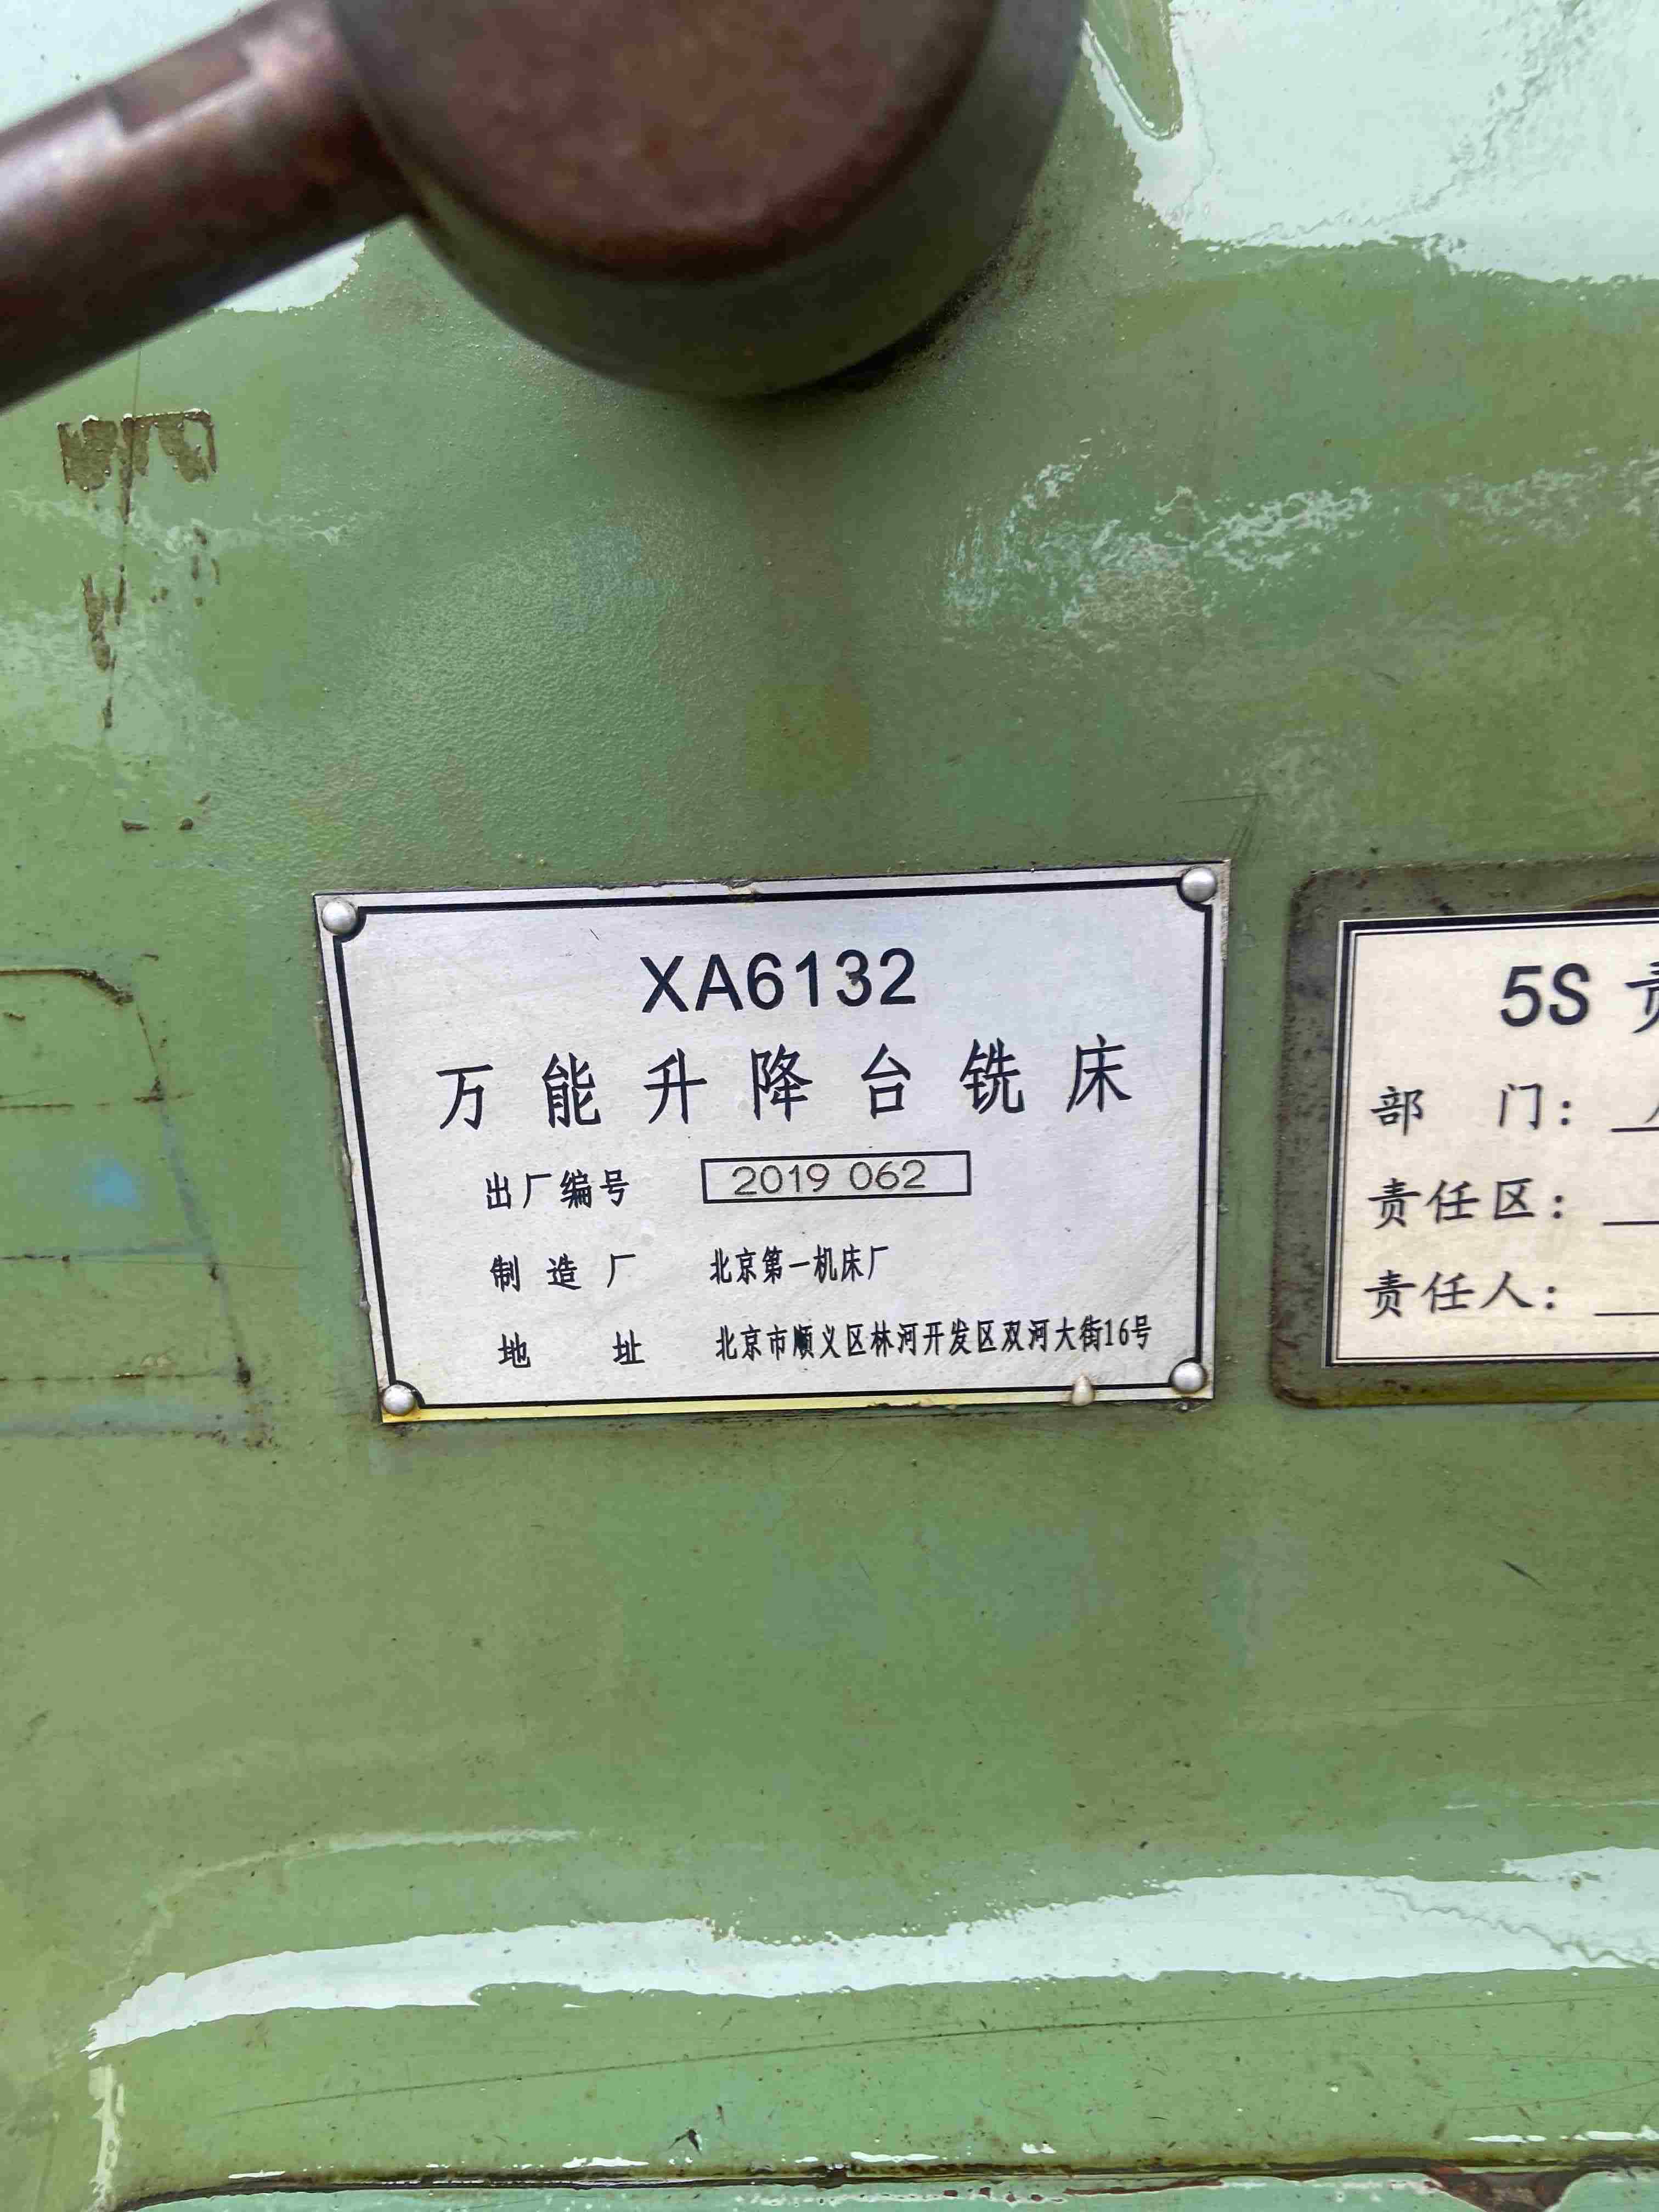 XA6132
万能升降台铣床
出厂编号 2019 062
制造厂 北京第一机床厂
地址 北京市顺义区林河开发区双河大街16号
5S 责
部 门：
责任区：
责任人：